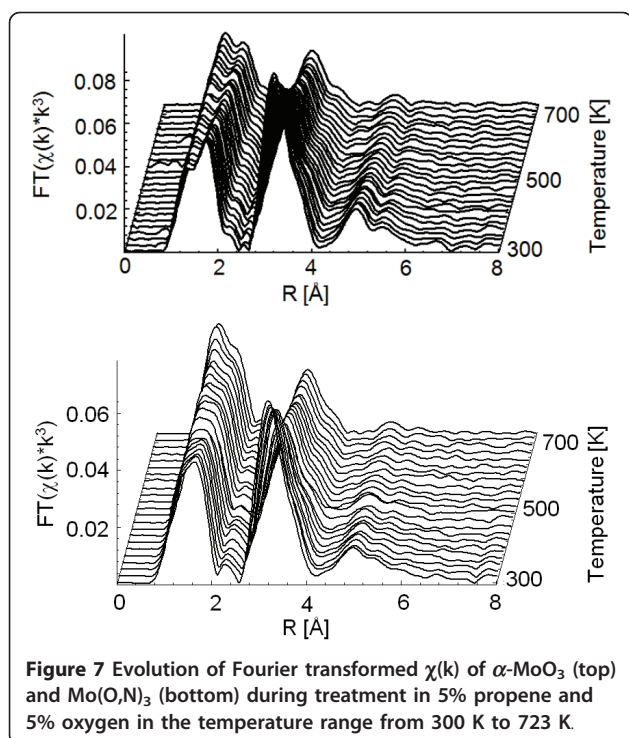 FT(χ(k)*k³)
0.08
0.06
0.04
0.02
0
2
4
6
8
R [Å]
300
500
700
Temperature [K]
FT(χ(k)*k³)
0.06
0.04
0.02
0
2
4
6
8
R [Å]
300
500
700
Temperature [K]
Figure 7 Evolution of Fourier transformed χ(k) of α-MoO₃ (top)
and Mo(O,N)₃ (bottom) during treatment in 5% propene and
5% oxygen in the temperature range from 300 K to 723 K.